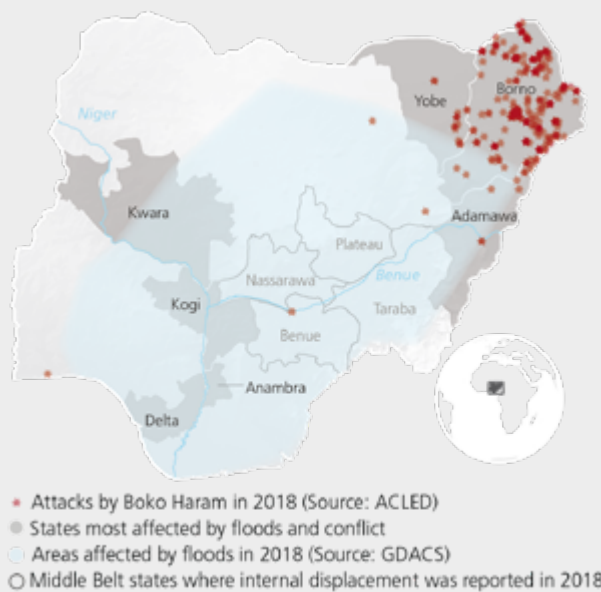 Niger
Yobe
Borno
Kwara
Adamawa
Plateau
Nassarawa
Benue
Kogi
Taraba
Benue
Anambra
Delta
Attacks by Boko Haram in 2018 (Source: ACLED)
States most affected by floods and conflict
Areas affected by floods in 2018 (Source: GDACS)
Middle Belt states where internal displacement was reported in 2018